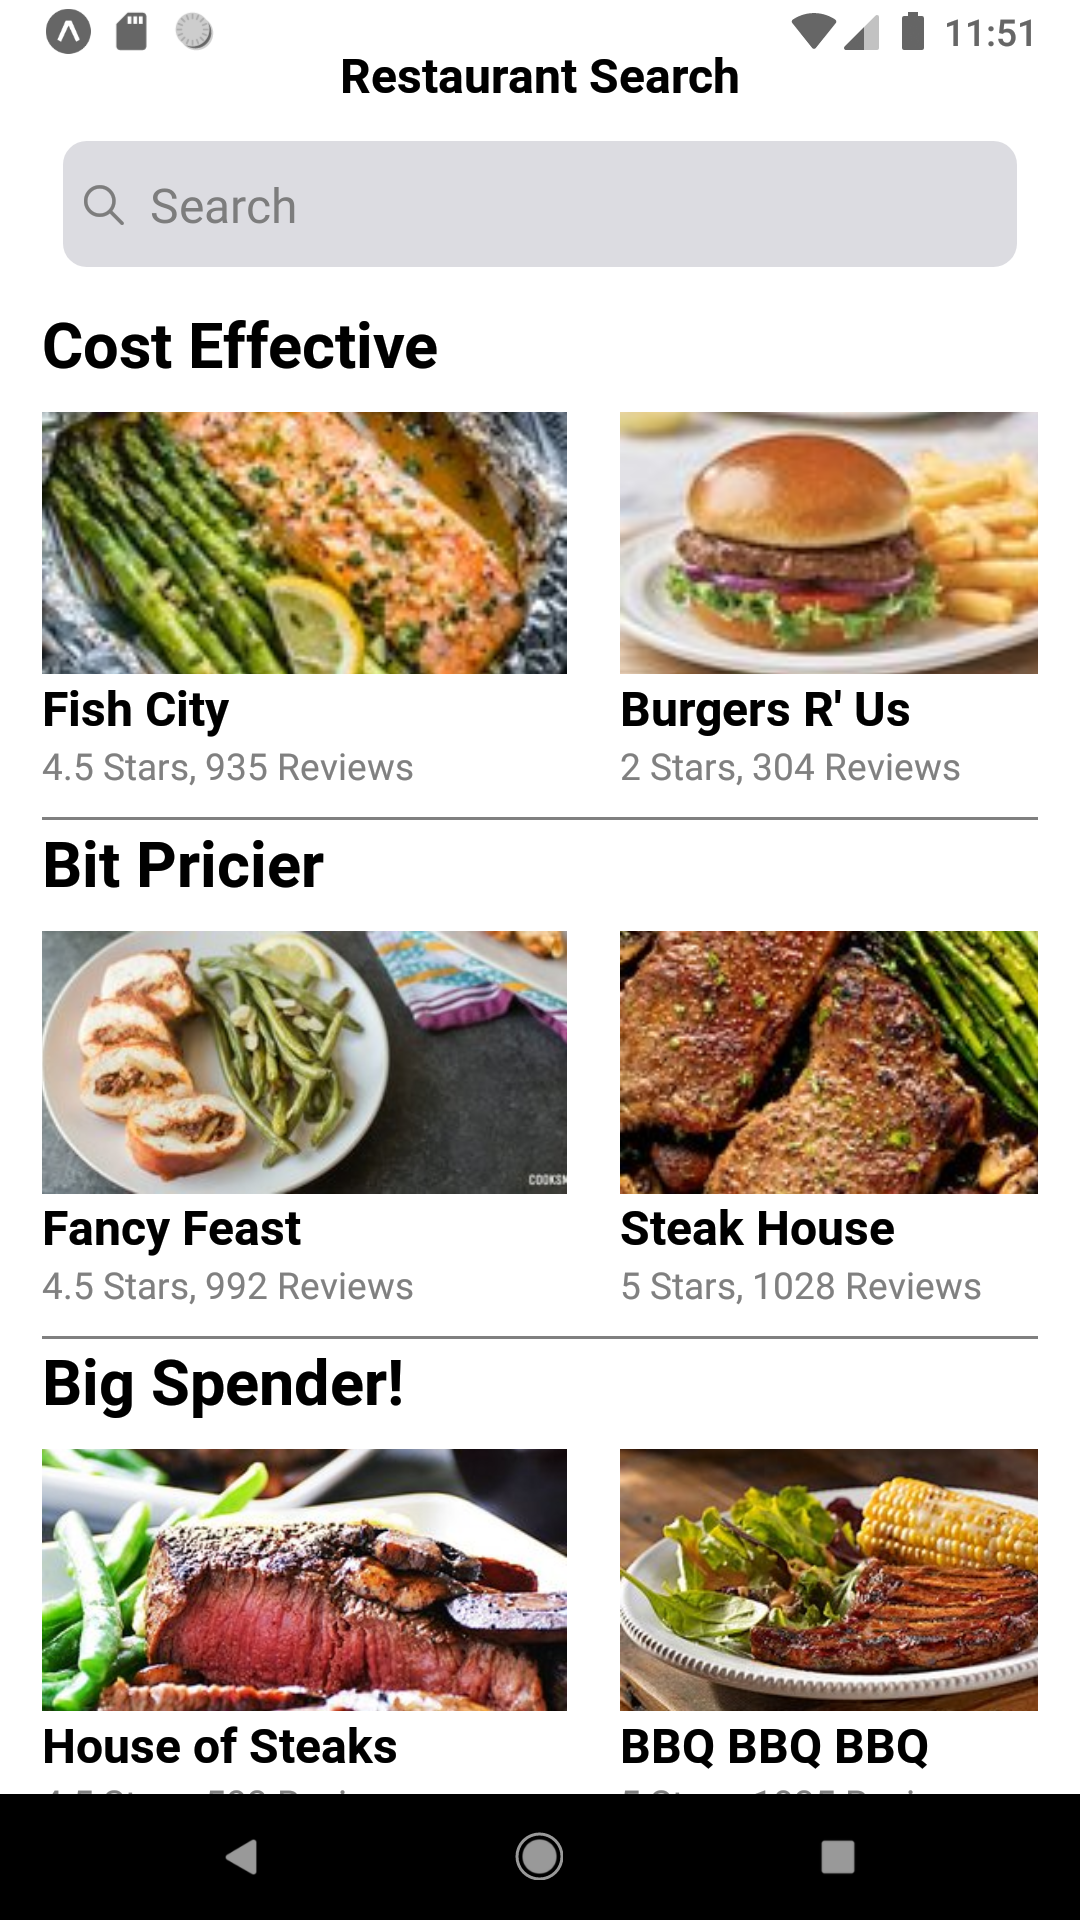 11:51
Restaurant Search
Search
Cost Effective
Fish City
4.5 Stars, 935 Reviews
Burgers R' Us
2 Stars, 304 Reviews
Bit Pricier
COOKSM
Fancy Feast
4.5 Stars, 992 Reviews
Steak House
5 Stars, 1028 Reviews
Big Spender!
House of Steaks
BBQ BBQ BBQ